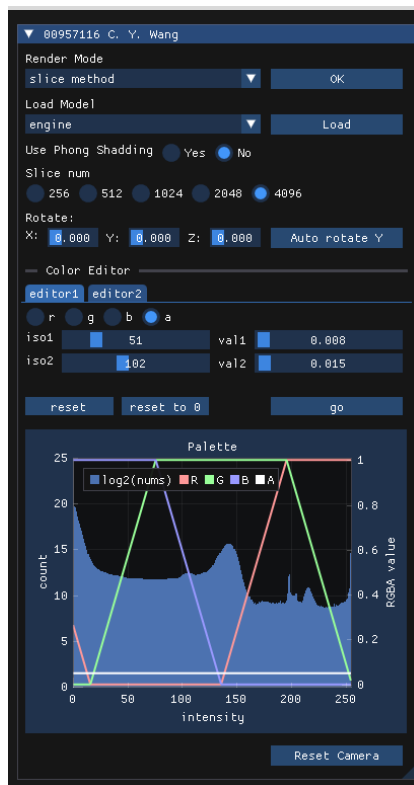 00957116 C. Y. Wang
Render Mode
slice method OK
Load Model
engine Load
Use Phong Shadding Yes No
Slice num
256 512 1024 2048 4096
Rotate:
X: 0.000 Y: 0.000 Z: 0.000 Auto rotate Y
Color Editor
editor1 editor2
r g b a
iso1 51 val1 0.008
iso2 102 val2 0.015
reset reset to 0 go
Palette
25 1
log2(nums) R G B A
20 0.8
15 0.6
count RGBA value
10 0.4
5 0.2
0 0
0 50 100 150 200 250
intensity
Reset Camera